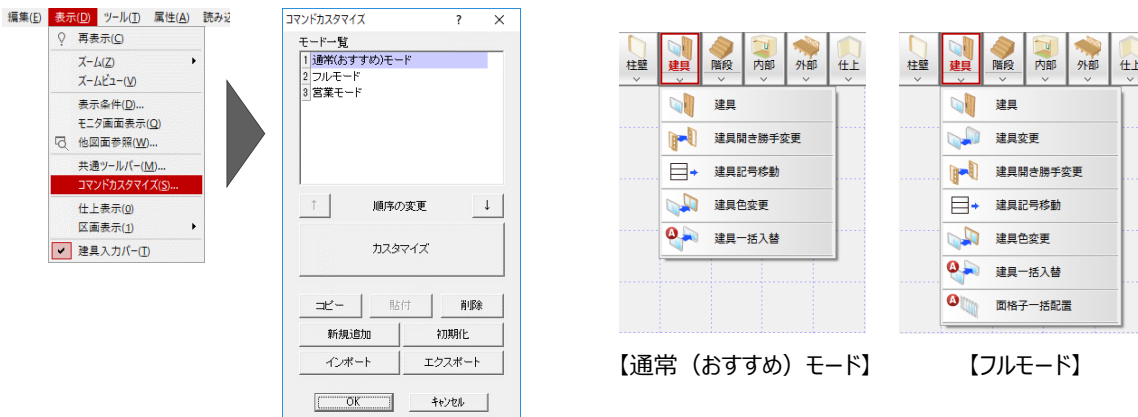 編集(E) 表示(D) ツール(T) 属性(A) 読み込
再表示(C)
ズーム(Z)
ズームビュー(V)
表示条件(D)...
モニタ画面表示(Q)
他図面参照(W)...
共通ツールバー(M)...
コマンドカスタマイズ(S)...
仕上表示(0)
区画表示(1)
建具入力バー(T)
コマンドカスタマイズ ? ×
モード一覧
1 通常(おすすめ)モード
2 フルモード
3 営業モード
↑ 順序の変更 ↓
カスタマイズ
コピー 貼付 削除
新規追加 初期化
インポート エクスポート
OK キャンセル
柱壁 建具 階段 内部 外部 仕上
建具
建具開き勝手変更
建具記号移動
建具色変更
A 建具一括入替
【通常（おすすめ）モード】
柱壁 建具 階段 内部 外部 仕上
建具
建具変更
建具開き勝手変更
建具記号移動
建具色変更
A 建具一括入替
A 面格子一括配置
【フルモード】